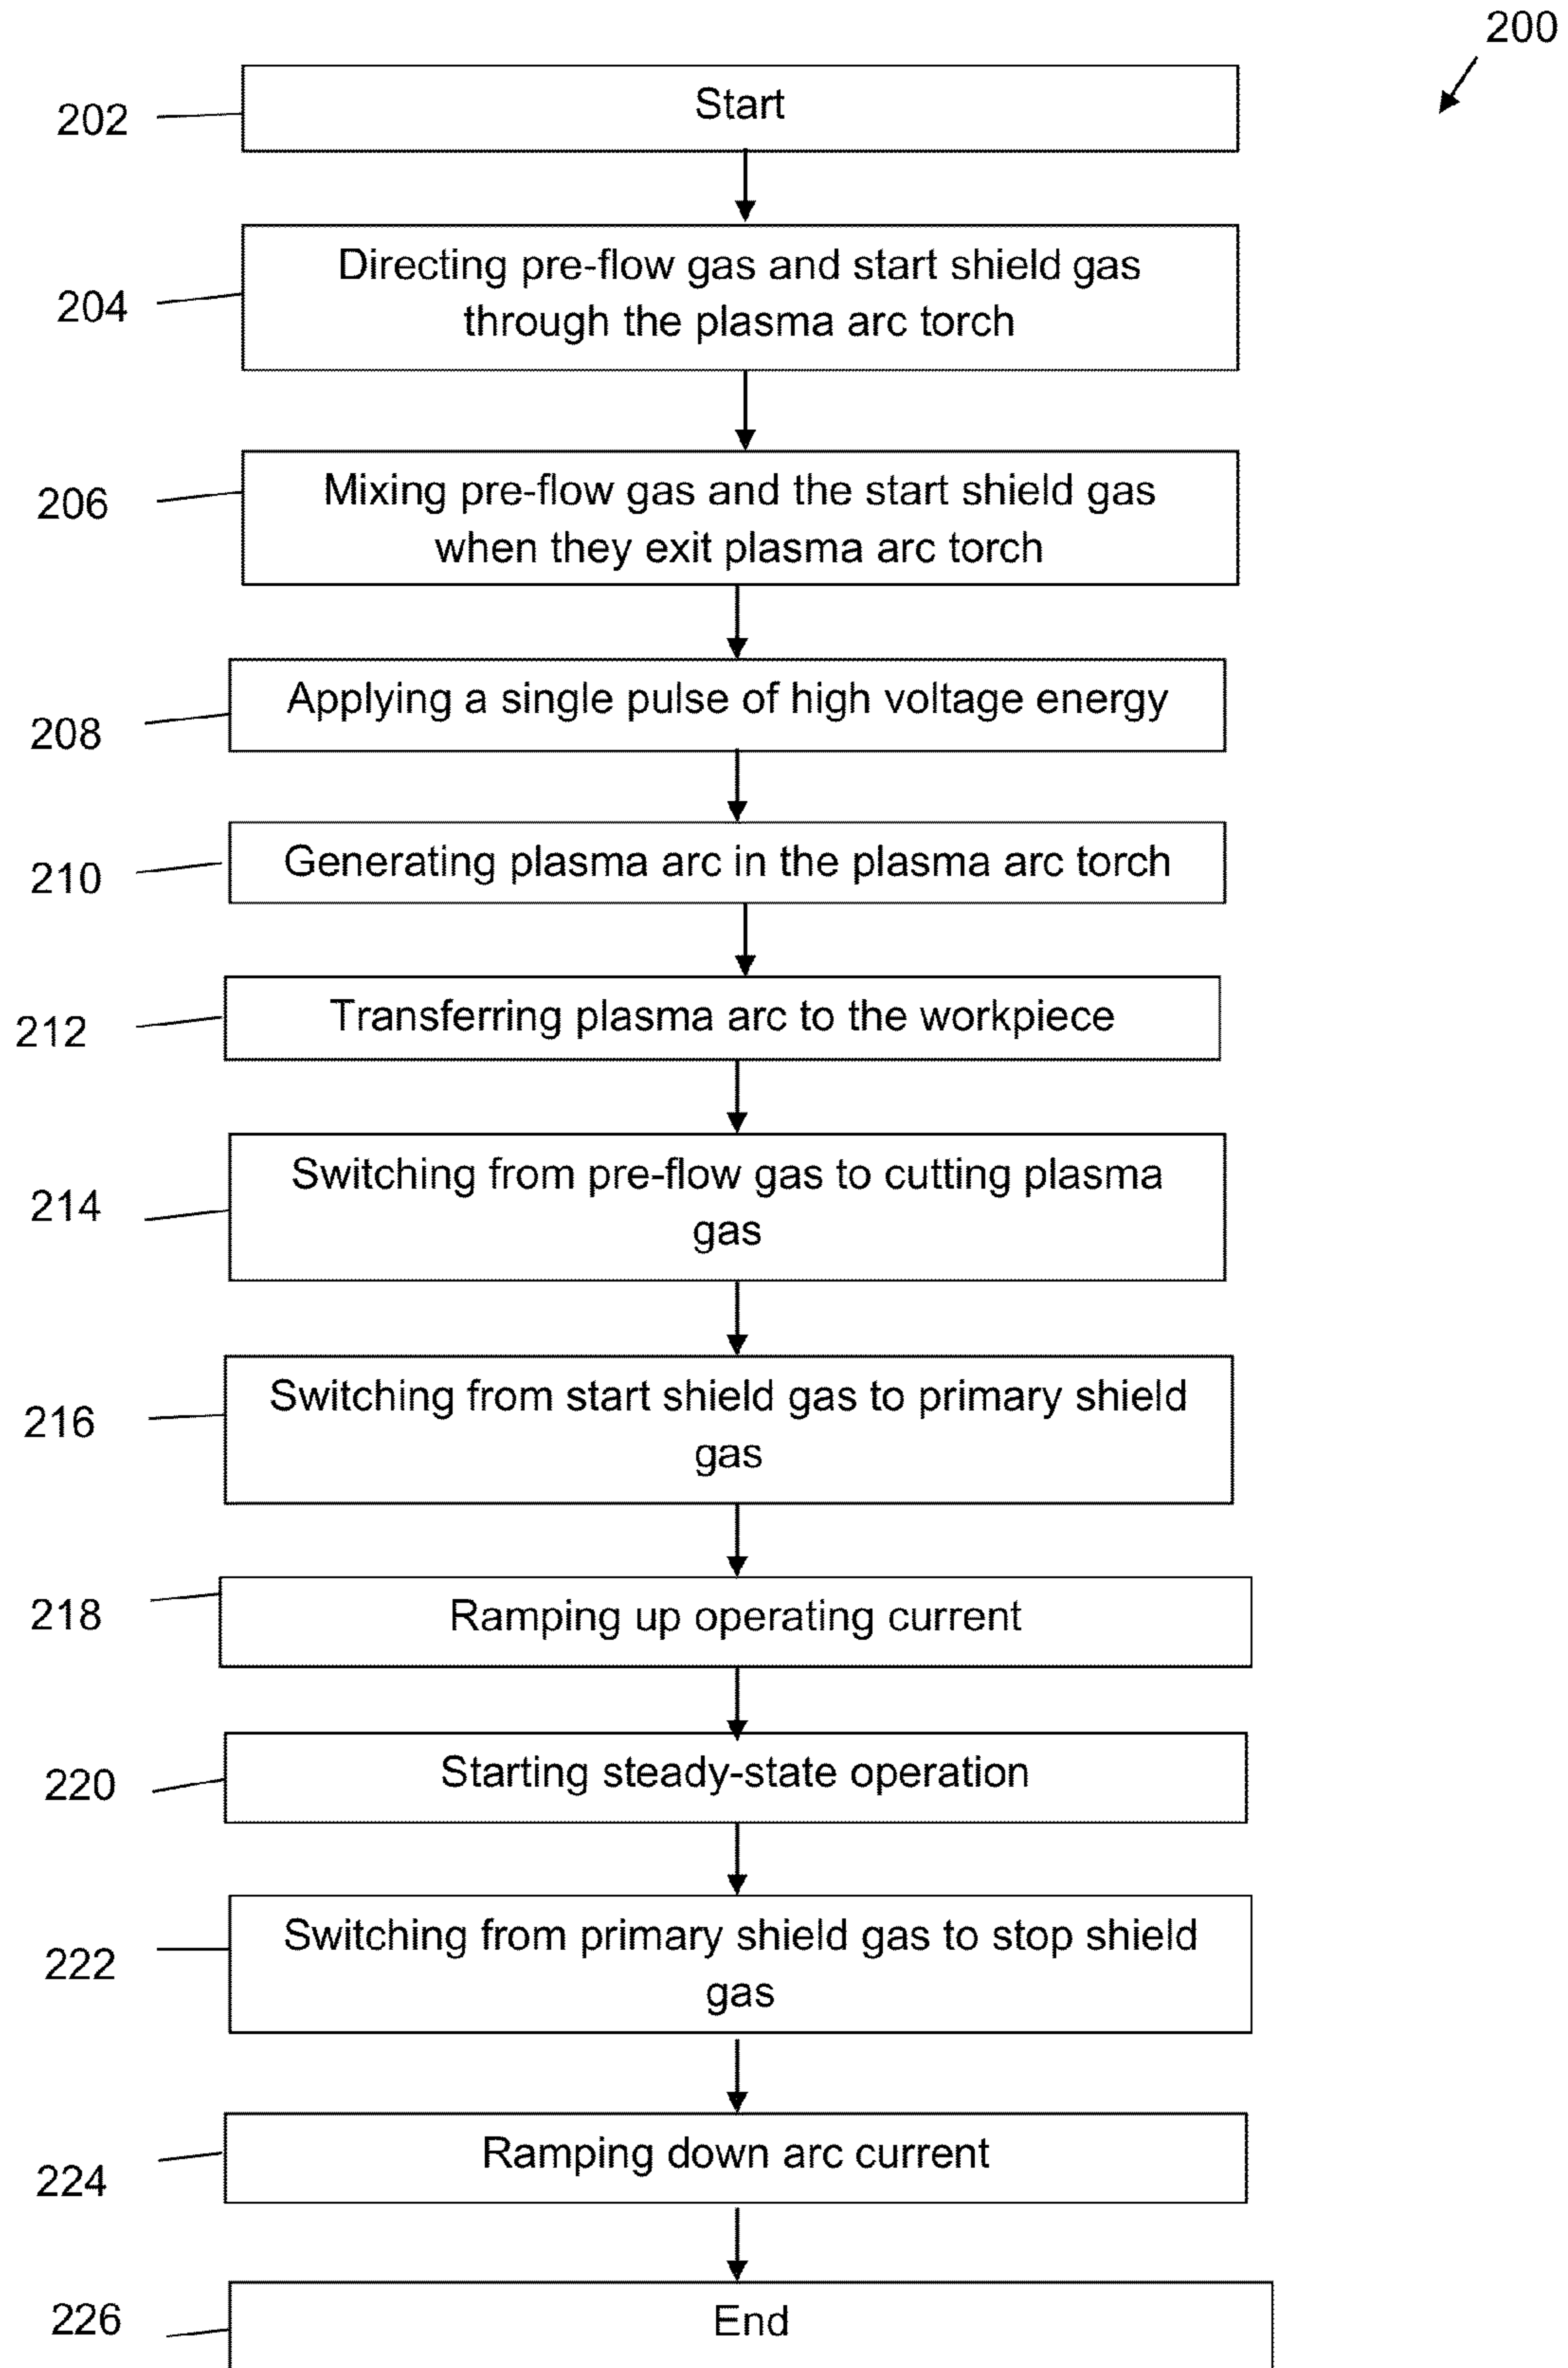 200
202
Start
204
Directing pre-flow gas and start shield gas
through the plasma arc torch
206
Mixing pre-flow gas and the start shield gas
when they exit plasma arc torch
208
Applying a single pulse of high voltage energy
210
Generating plasma arc in the plasma arc torch
212
Transferring plasma arc to the workpiece
214
Switching from pre-flow gas to cutting plasma
gas
216
Switching from start shield gas to primary shield
gas
218
Ramping up operating current
220
Starting steady-state operation
222
Switching from primary shield gas to stop shield
gas
224
Ramping down arc current
226
End